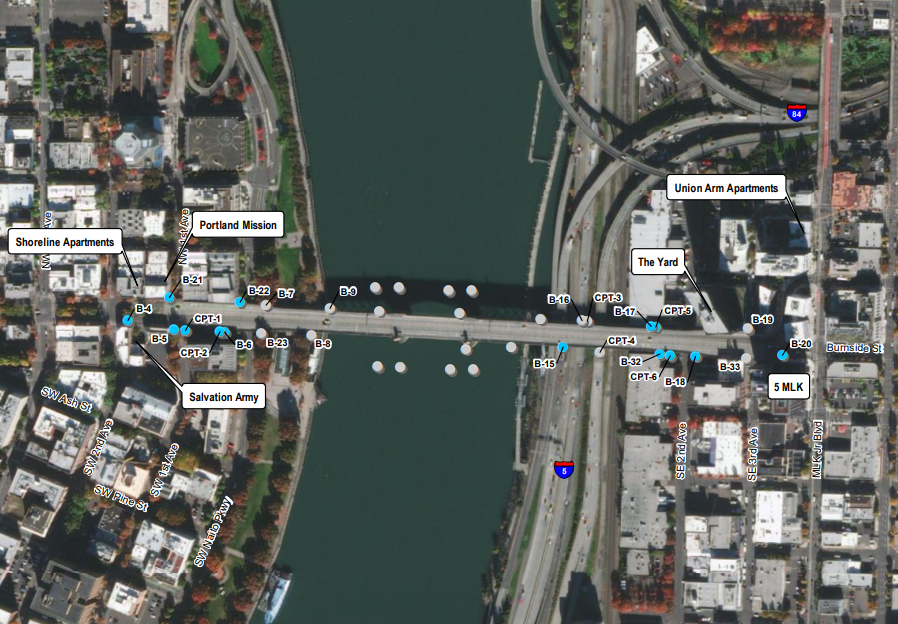 84
Union Arm Apartments
NW 1st Ave
Portland Mission
Shoreline Apartments
NW
Ave
The Yard
B-21
B-22
B-7
B-9
B-16
CPT-3
B-4
CPT-1
B-17
CPT-5
B-19
B-5
CPT-2
B-6
B-23
B-8
CPT-4
B-20
Burnside St
B-15
B-32
CPT-6
B-18
B-33
5 MLK
Salvation Army
SW Ash St
SW 2nd Ave
SW 1st Ave
SE 2nd Ave
SE 3rd Ave
MLK Jr Blvd
5
SW Pine St
SW Naito Pkwy